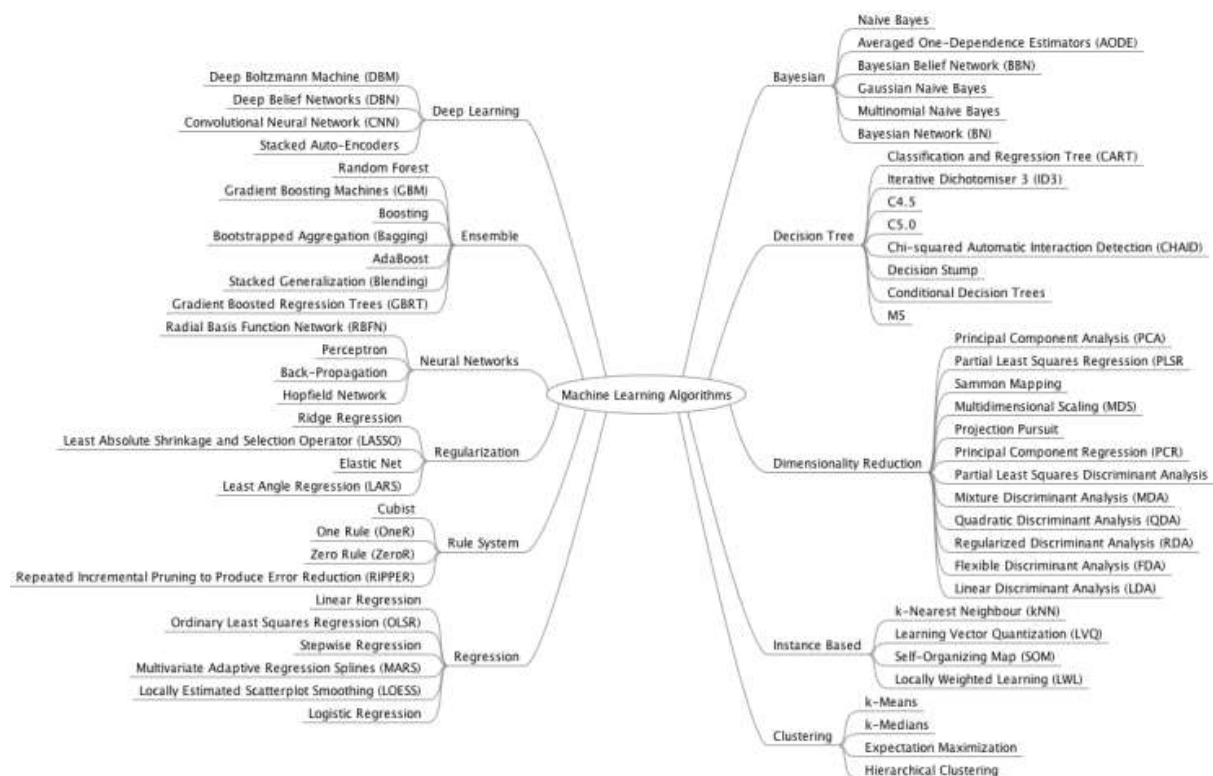 Machine Learning Algorithms
Deep Learning
Deep Boltzmann Machine (DBM)
Deep Belief Networks (DBN)
Convolutional Neural Network (CNN)
Stacked Auto-Encoders
Ensemble
Random Forest
Gradient Boosting Machines (GBM)
Boosting
Bootstrapped Aggregation (Bagging)
AdaBoost
Stacked Generalization (Blending)
Gradient Boosted Regression Trees (GBRT)
Neural Networks
Radial Basis Function Network (RBFN)
Perceptron
Back-Propagation
Hopfield Network
Regularization
Ridge Regression
Least Absolute Shrinkage and Selection Operator (LASSO)
Elastic Net
Least Angle Regression (LARS)
Rule System
Cubist
One Rule (OneR)
Zero Rule (ZeroR)
Repeated Incremental Pruning to Produce Error Reduction (RIPPER)
Regression
Linear Regression
Ordinary Least Squares Regression (OLSR)
Stepwise Regression
Multivariate Adaptive Regression Splines (MARS)
Locally Estimated Scatterplot Smoothing (LOESS)
Logistic Regression
Bayesian
Naive Bayes
Averaged One-Dependence Estimators (AODE)
Bayesian Belief Network (BBN)
Gaussian Naive Bayes
Multinomial Naive Bayes
Bayesian Network (BN)
Decision Tree
Classification and Regression Tree (CART)
Iterative Dichotomiser 3 (ID3)
C4.5
C5.0
Chi-squared Automatic Interaction Detection (CHAID)
Decision Stump
Conditional Decision Trees
M5
Dimensionality Reduction
Principal Component Analysis (PCA)
Partial Least Squares Regression (PLSR
Sammon Mapping
Multidimensional Scaling (MDS)
Projection Pursuit
Principal Component Regression (PCR)
Partial Least Squares Discriminant Analysis
Mixture Discriminant Analysis (MDA)
Quadratic Discriminant Analysis (QDA)
Regularized Discriminant Analysis (RDA)
Flexible Discriminant Analysis (FDA)
Linear Discriminant Analysis (LDA)
Instance Based
k-Nearest Neighbour (kNN)
Learning Vector Quantization (LVQ)
Self-Organizing Map (SOM)
Locally Weighted Learning (LWL)
Clustering
k-Means
k-Medians
Expectation Maximization
Hierarchical Clustering